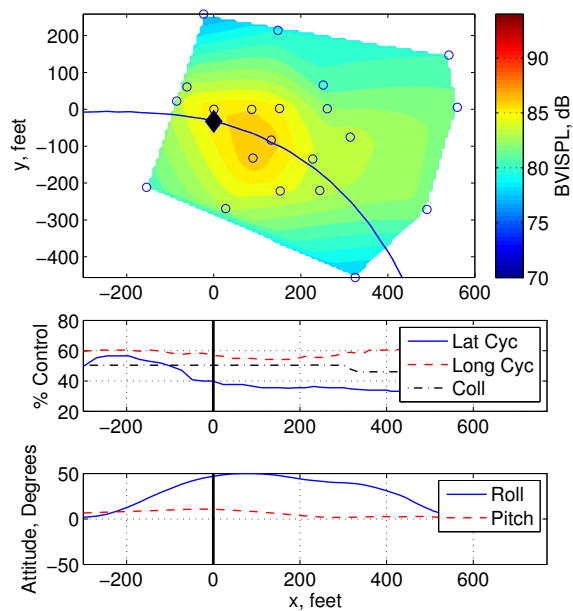 y, feet
200
100
0
−100
−200
−300
−400
−200 0 200 400 600
90
85
80
75
70
BVISPL, dB
% Control
80
60
40
20
Lat Cyc
Long Cyc
Coll
−200 0 200 400 600
Attitude, Degrees
50
0
−50
Roll
Pitch
−200 0 200 400 600
x, feet